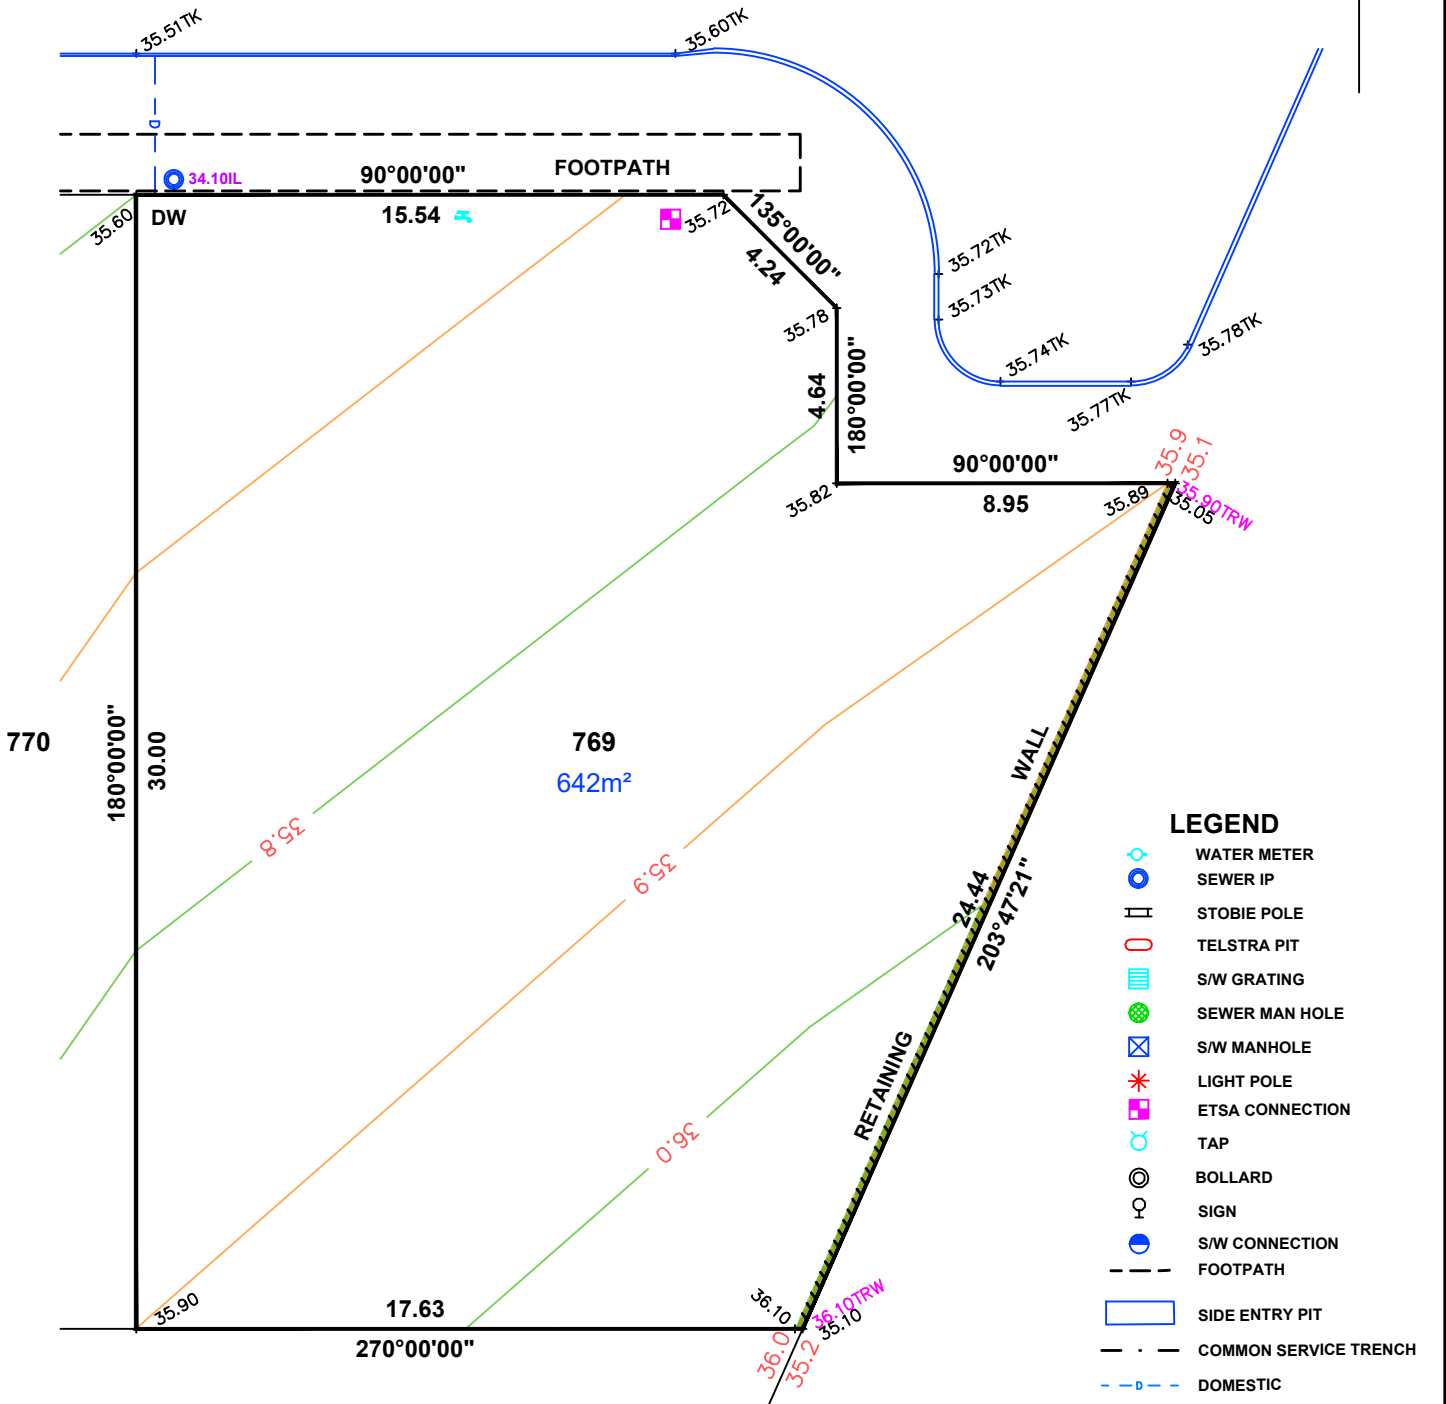 35.51TK
35.60TK
D
34.10IL
90°00'00"
FOOTPATH
35.60
DW
15.54
35.72
135°00'00"
4.24
35.72TK
35.73TK
35.78
35.74TK
35.78TK
35.77TK
4.64
180°00'00"
35.9
35.1
90°00'00"
35.82
8.95
35.89
35.90TRW
35.05
770
180°00'00"
30.00
769
642m²
WALL
35.8
35.9
24.44
203°47'21"
RETAINING
36.0
35.90
17.63
36.10
36.10TRW
35.10
270°00'00"
36.0
35.2
LEGEND
WATER METER
SEWER IP
STOBIE POLE
TELSTRA PIT
S/W GRATING
SEWER MAN HOLE
S/W MANHOLE
LIGHT POLE
ETSA CONNECTION
TAP
BOLLARD
SIGN
S/W CONNECTION
FOOTPATH
SIDE ENTRY PIT
COMMON SERVICE TRENCH
D
DOMESTIC